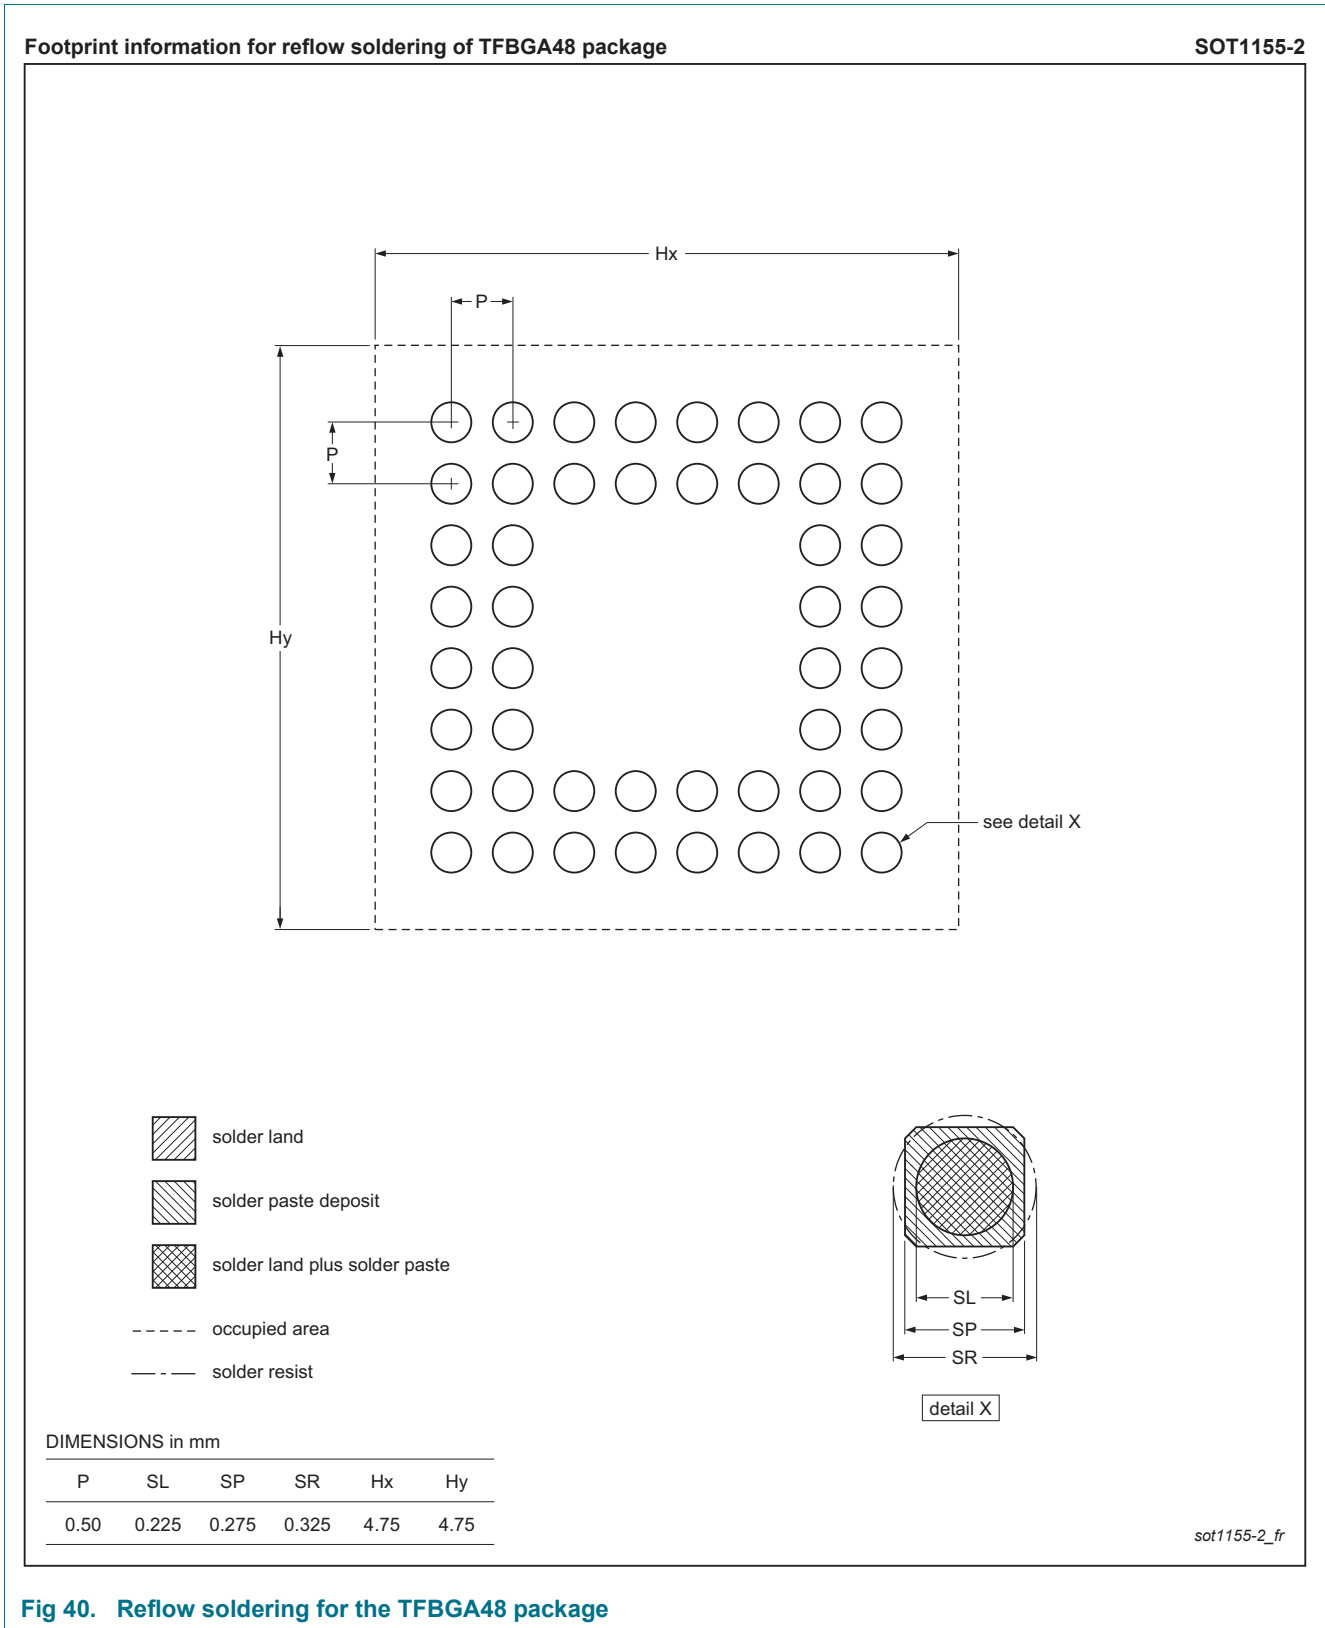 Footprint information for reflow soldering of TFBGA48 package SOT1155-2
Hx
P
P
Hy
see detail X
solder land
solder paste deposit
solder land plus solder paste
occupied area
solder resist
SL
SP
SR
detail X
DIMENSIONS in mm
P SL SP SR Hx Hy
0.50 0.225 0.275 0.325 4.75 4.75
sot1155-2_fr
Fig 40. Reflow soldering for the TFBGA48 package